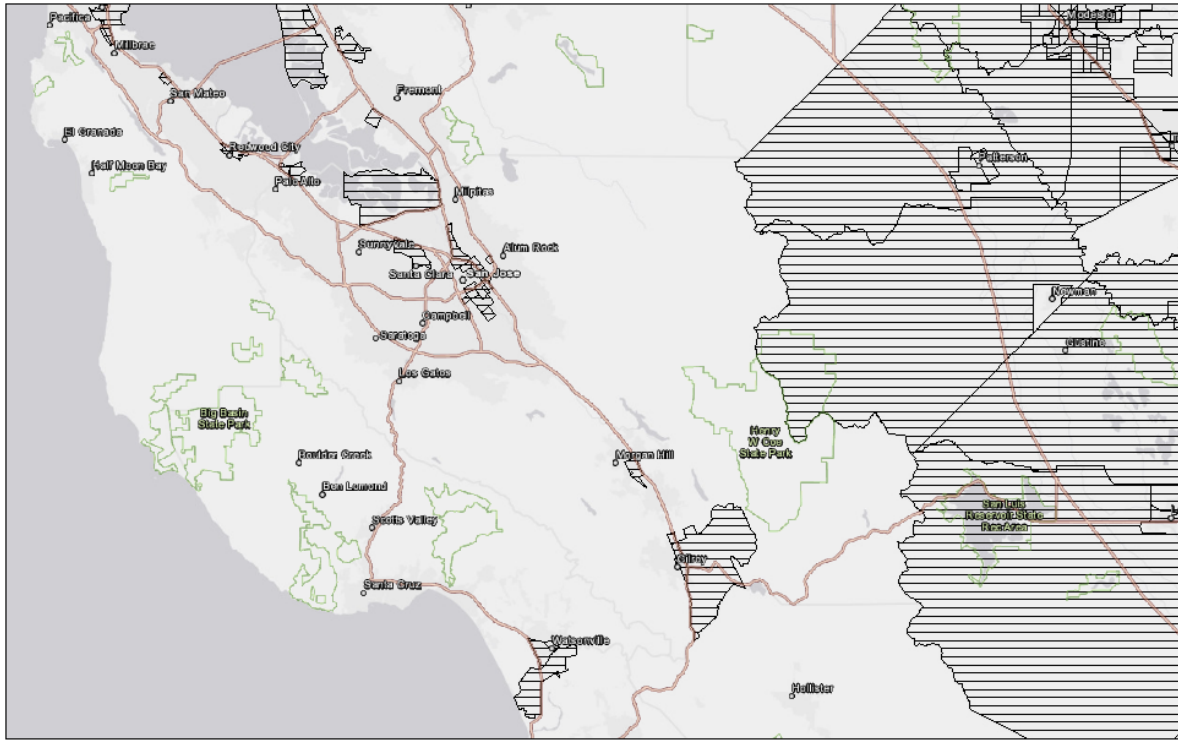 Pacifica
Modesto
Millbrae
San Mateo
Fremont
El Granada
Redwood City
Half Moon Bay
Palo Alto
Patterson
Milpitas
Sunnyvale
Alum Rock
Santa Clara
San Jose
Newman
Campbell
Saratoga
Gustine
Los Gatos
Big Basin
State Park
Henry
W Coe
State Park
Boulder Creek
Morgan Hill
Ben Lomond
San Luis
Reservoir State
Rec Area
Scotts Valley
Gilroy
Santa Cruz
Watsonville
Hollister